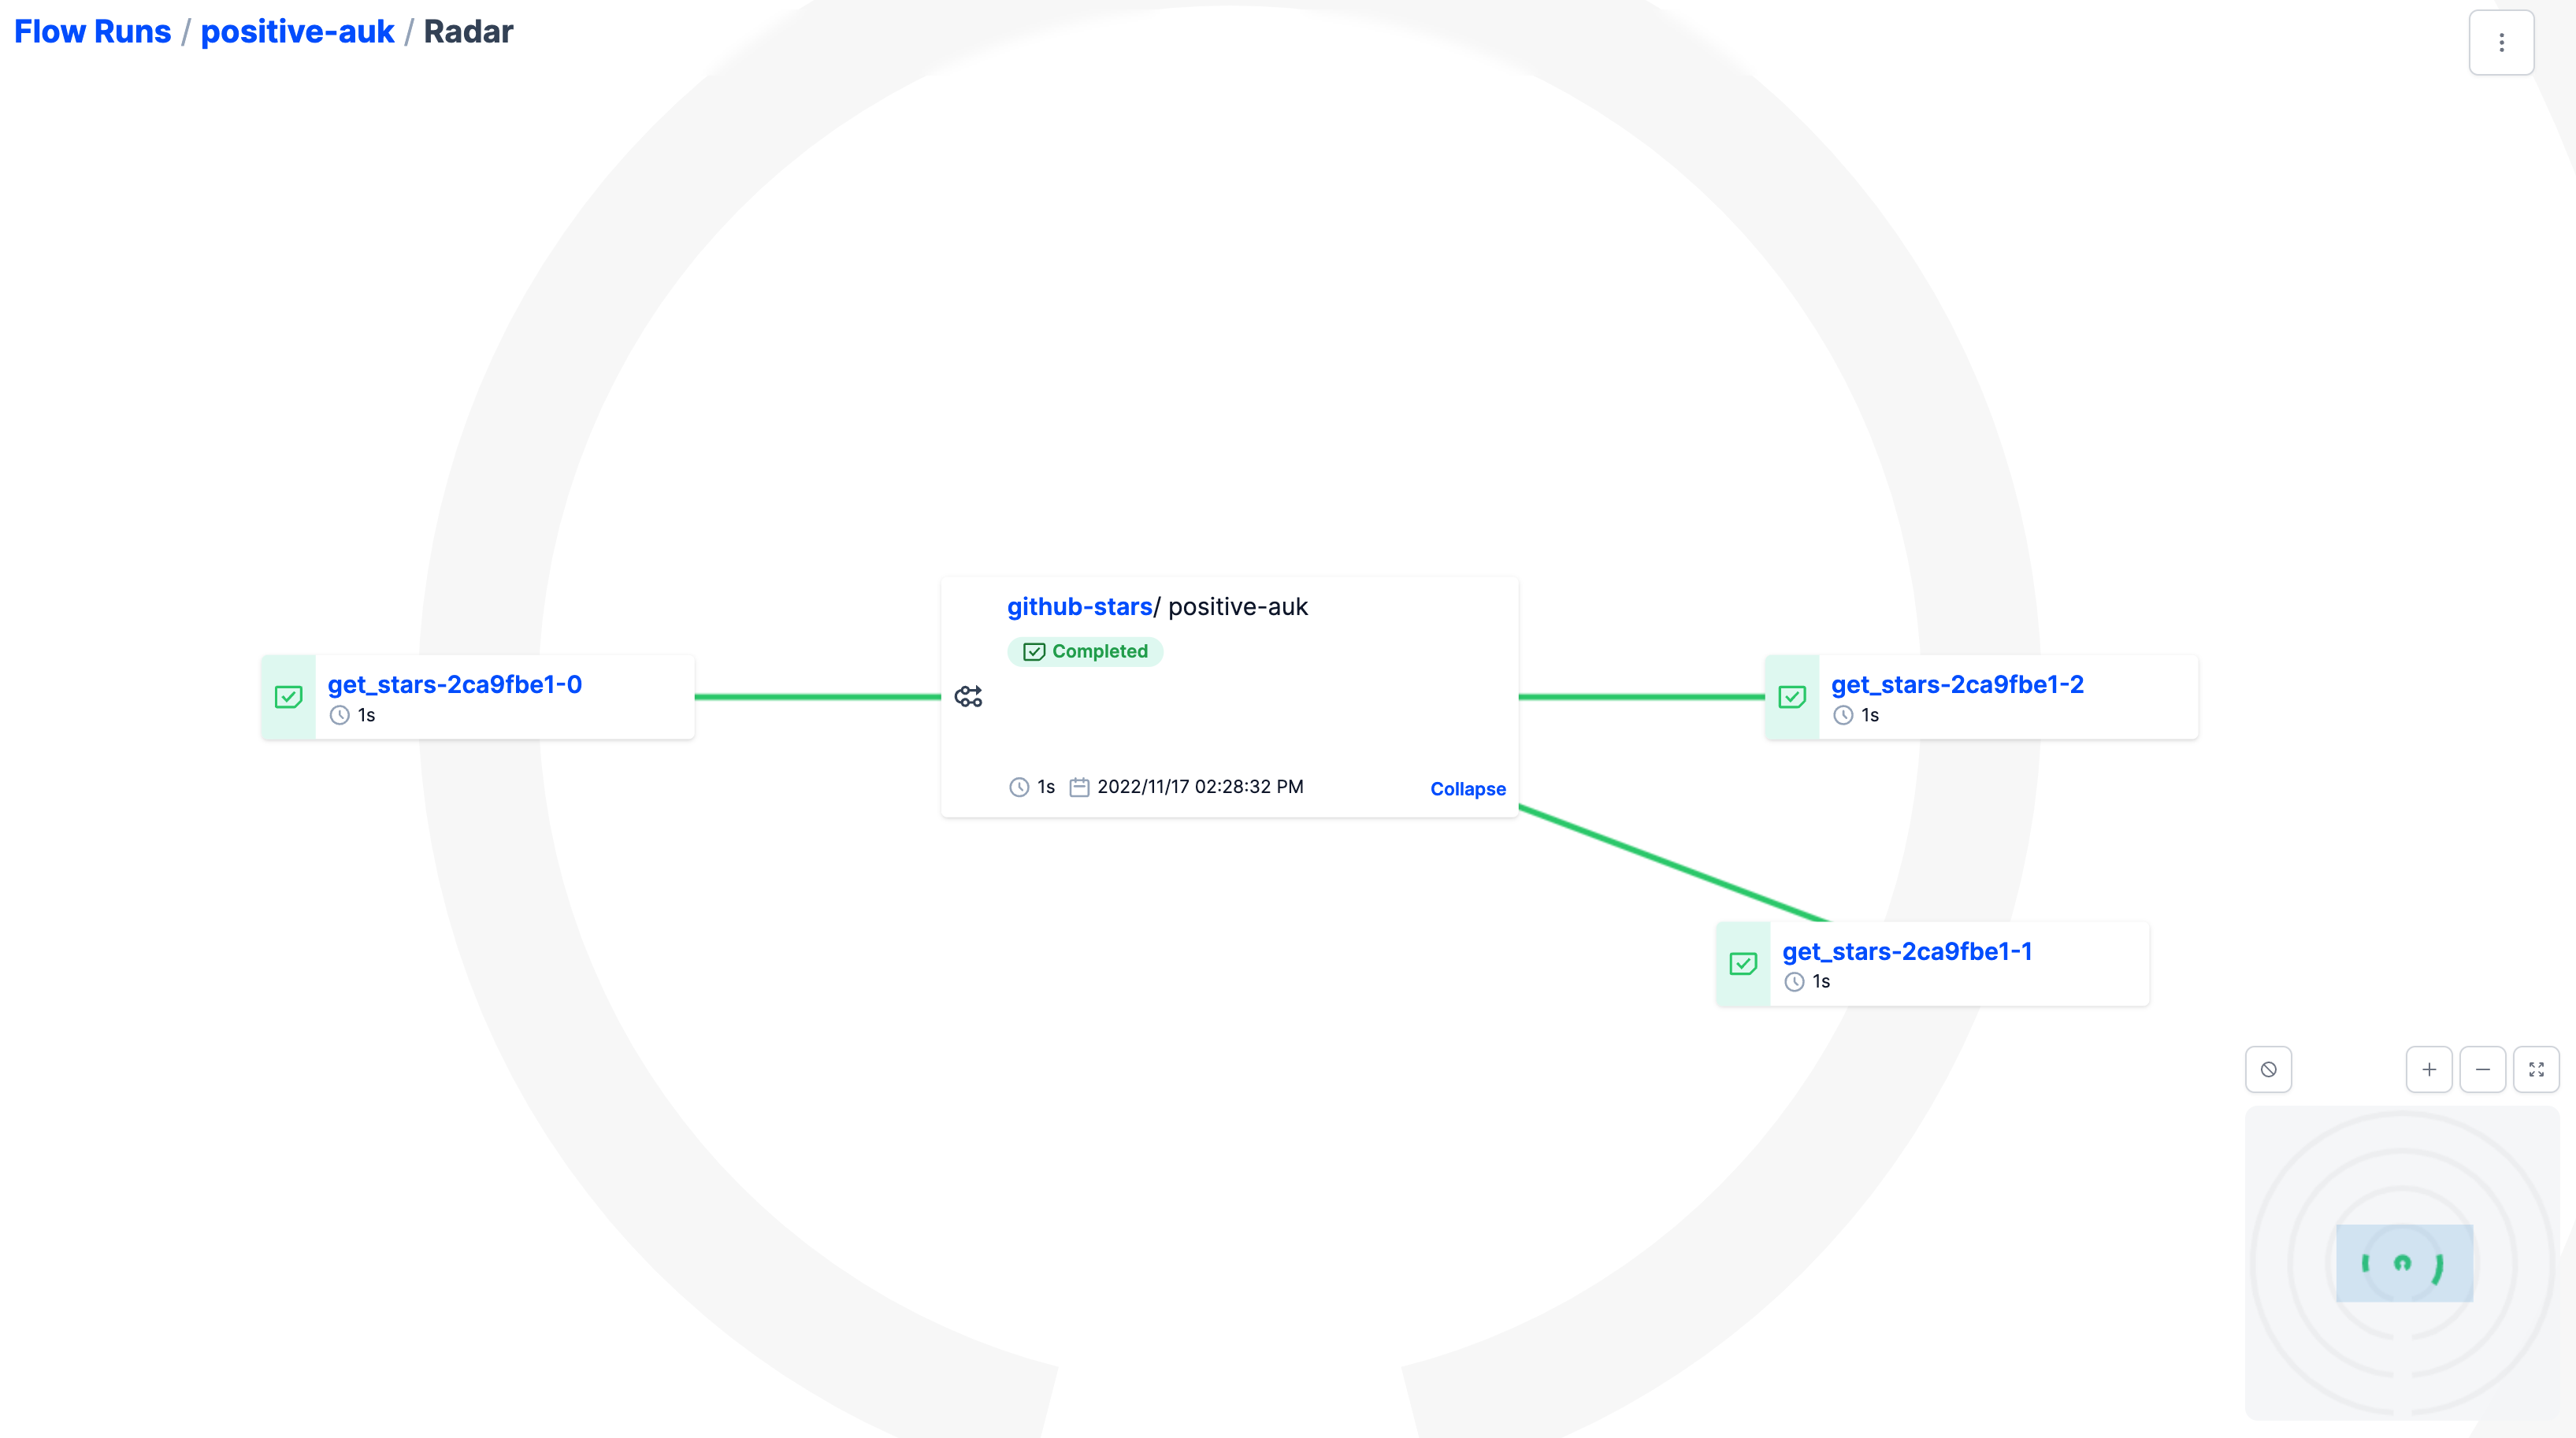 Flow Runs / positive-auk / Radar
github-stars/ positive-auk
Completed
1s 2022/11/17 02:28:32 PM Collapse
get_stars-2ca9fbe1-0
1s
get_stars-2ca9fbe1-2
1s
get_stars-2ca9fbe1-1
1s